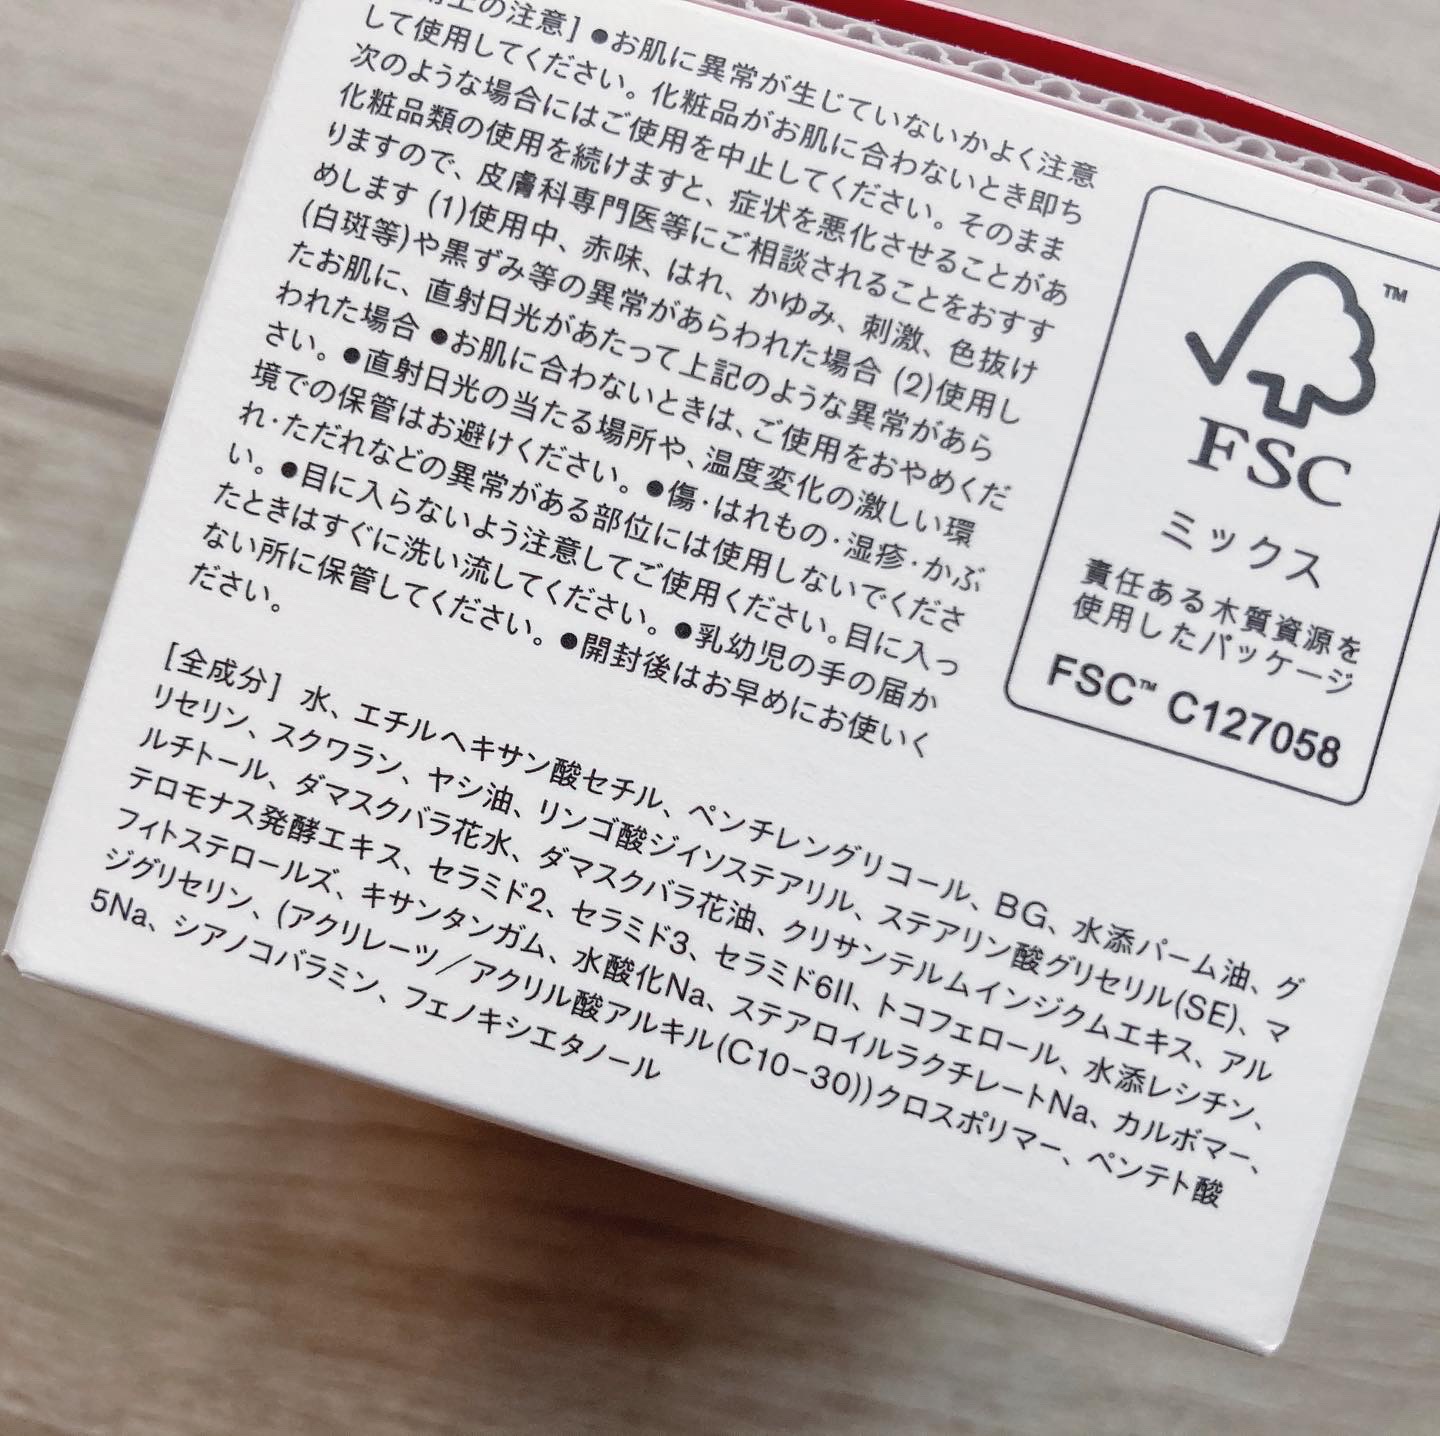 の注意] ●お肌に異常が生じていないかよく注意
して使用してください。化粧品がお肌に合わないとき即ち
次のような場合にはご使用を中止してください。そのまま
化粧品類の使用を続けますと、症状を悪化させることがあ
りますので、皮膚科専門医等にご相談されることをおすす
めします (1)使用中、赤味、はれ、かゆみ、刺激、色抜け
(白斑等)や黒ずみ等の異常があらわれた場合 (2)使用し
たお肌に、直射日光があたって上記のような異常があら
われた場合 ●お肌に合わないときは、ご使用をおやめくだ
さい。●直射日光の当たる場所や、温度変化の激しい環
境での保管はお避けください。●傷・はれもの・湿疹・かぶ
れ・ただれなどの異常がある部位には使用しないでくださ
い。●目に入らないよう注意してご使用ください。目に入っ
たときはすぐに洗い流してください。●乳幼児の手の届か
ない所に保管してください。●開封後はお早めにお使いく
ださい。
[全成分] 水、エチルヘキサン酸セチル、ペンチレングリコール、BG、水添パーム油、グ
リセリン、スクワラン、ヤシ油、リンゴ酸ジイソステアリル、ステアリン酸グリセリル(SE)、マ
ルチトール、ダマスクバラ花水、ダマスクバラ花油、クリサンテルムインジクムエキス、アル
テロモナス発酵エキス、セラミド2、セラミド3、セラミド6II、トコフェロール、水添レシチン、
フィトステロールズ、キサンタンガム、水酸化Na、ステアロイルラクチレートNa、カルボマー、
ジグリセリン、(アクリレーツ/アクリル酸アルキル(C10-30))クロスポリマー、ペンテト酸
5Na、シアノコバラミン、フェノキシエタノール
TM
FSC
ミックス
責任ある木質資源を
使用したパッケージ
FSC™ C127058